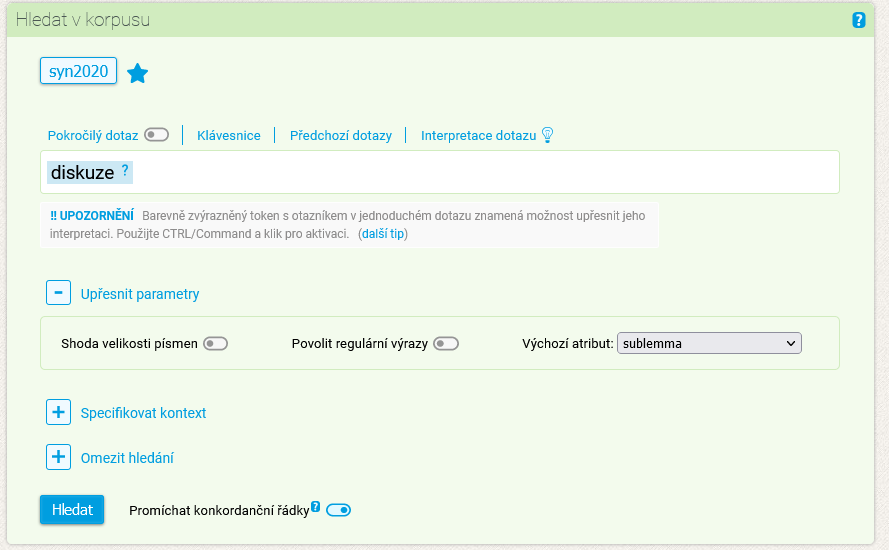 Hledat v korpusu ?
syn2020
Pokročilý dotaz Klávesnice Předchozí dotazy Interpretace dotazu
diskuze ?
!! UPOZORNĚNÍ Barevně zvýrazněný token s otazníkem v jednoduchém dotazu znamená možnost upřesnit jeho
interpretaci. Použijte CTRL/Command a klik pro aktivaci. (další tip)
Upřesnit parametry
Shoda velikosti písmen Povolit regulární výrazy Výchozí atribut: sublemma
Specifikovat kontext
Omezit hledání
Hledat Promíchat konkordanční řádky ?